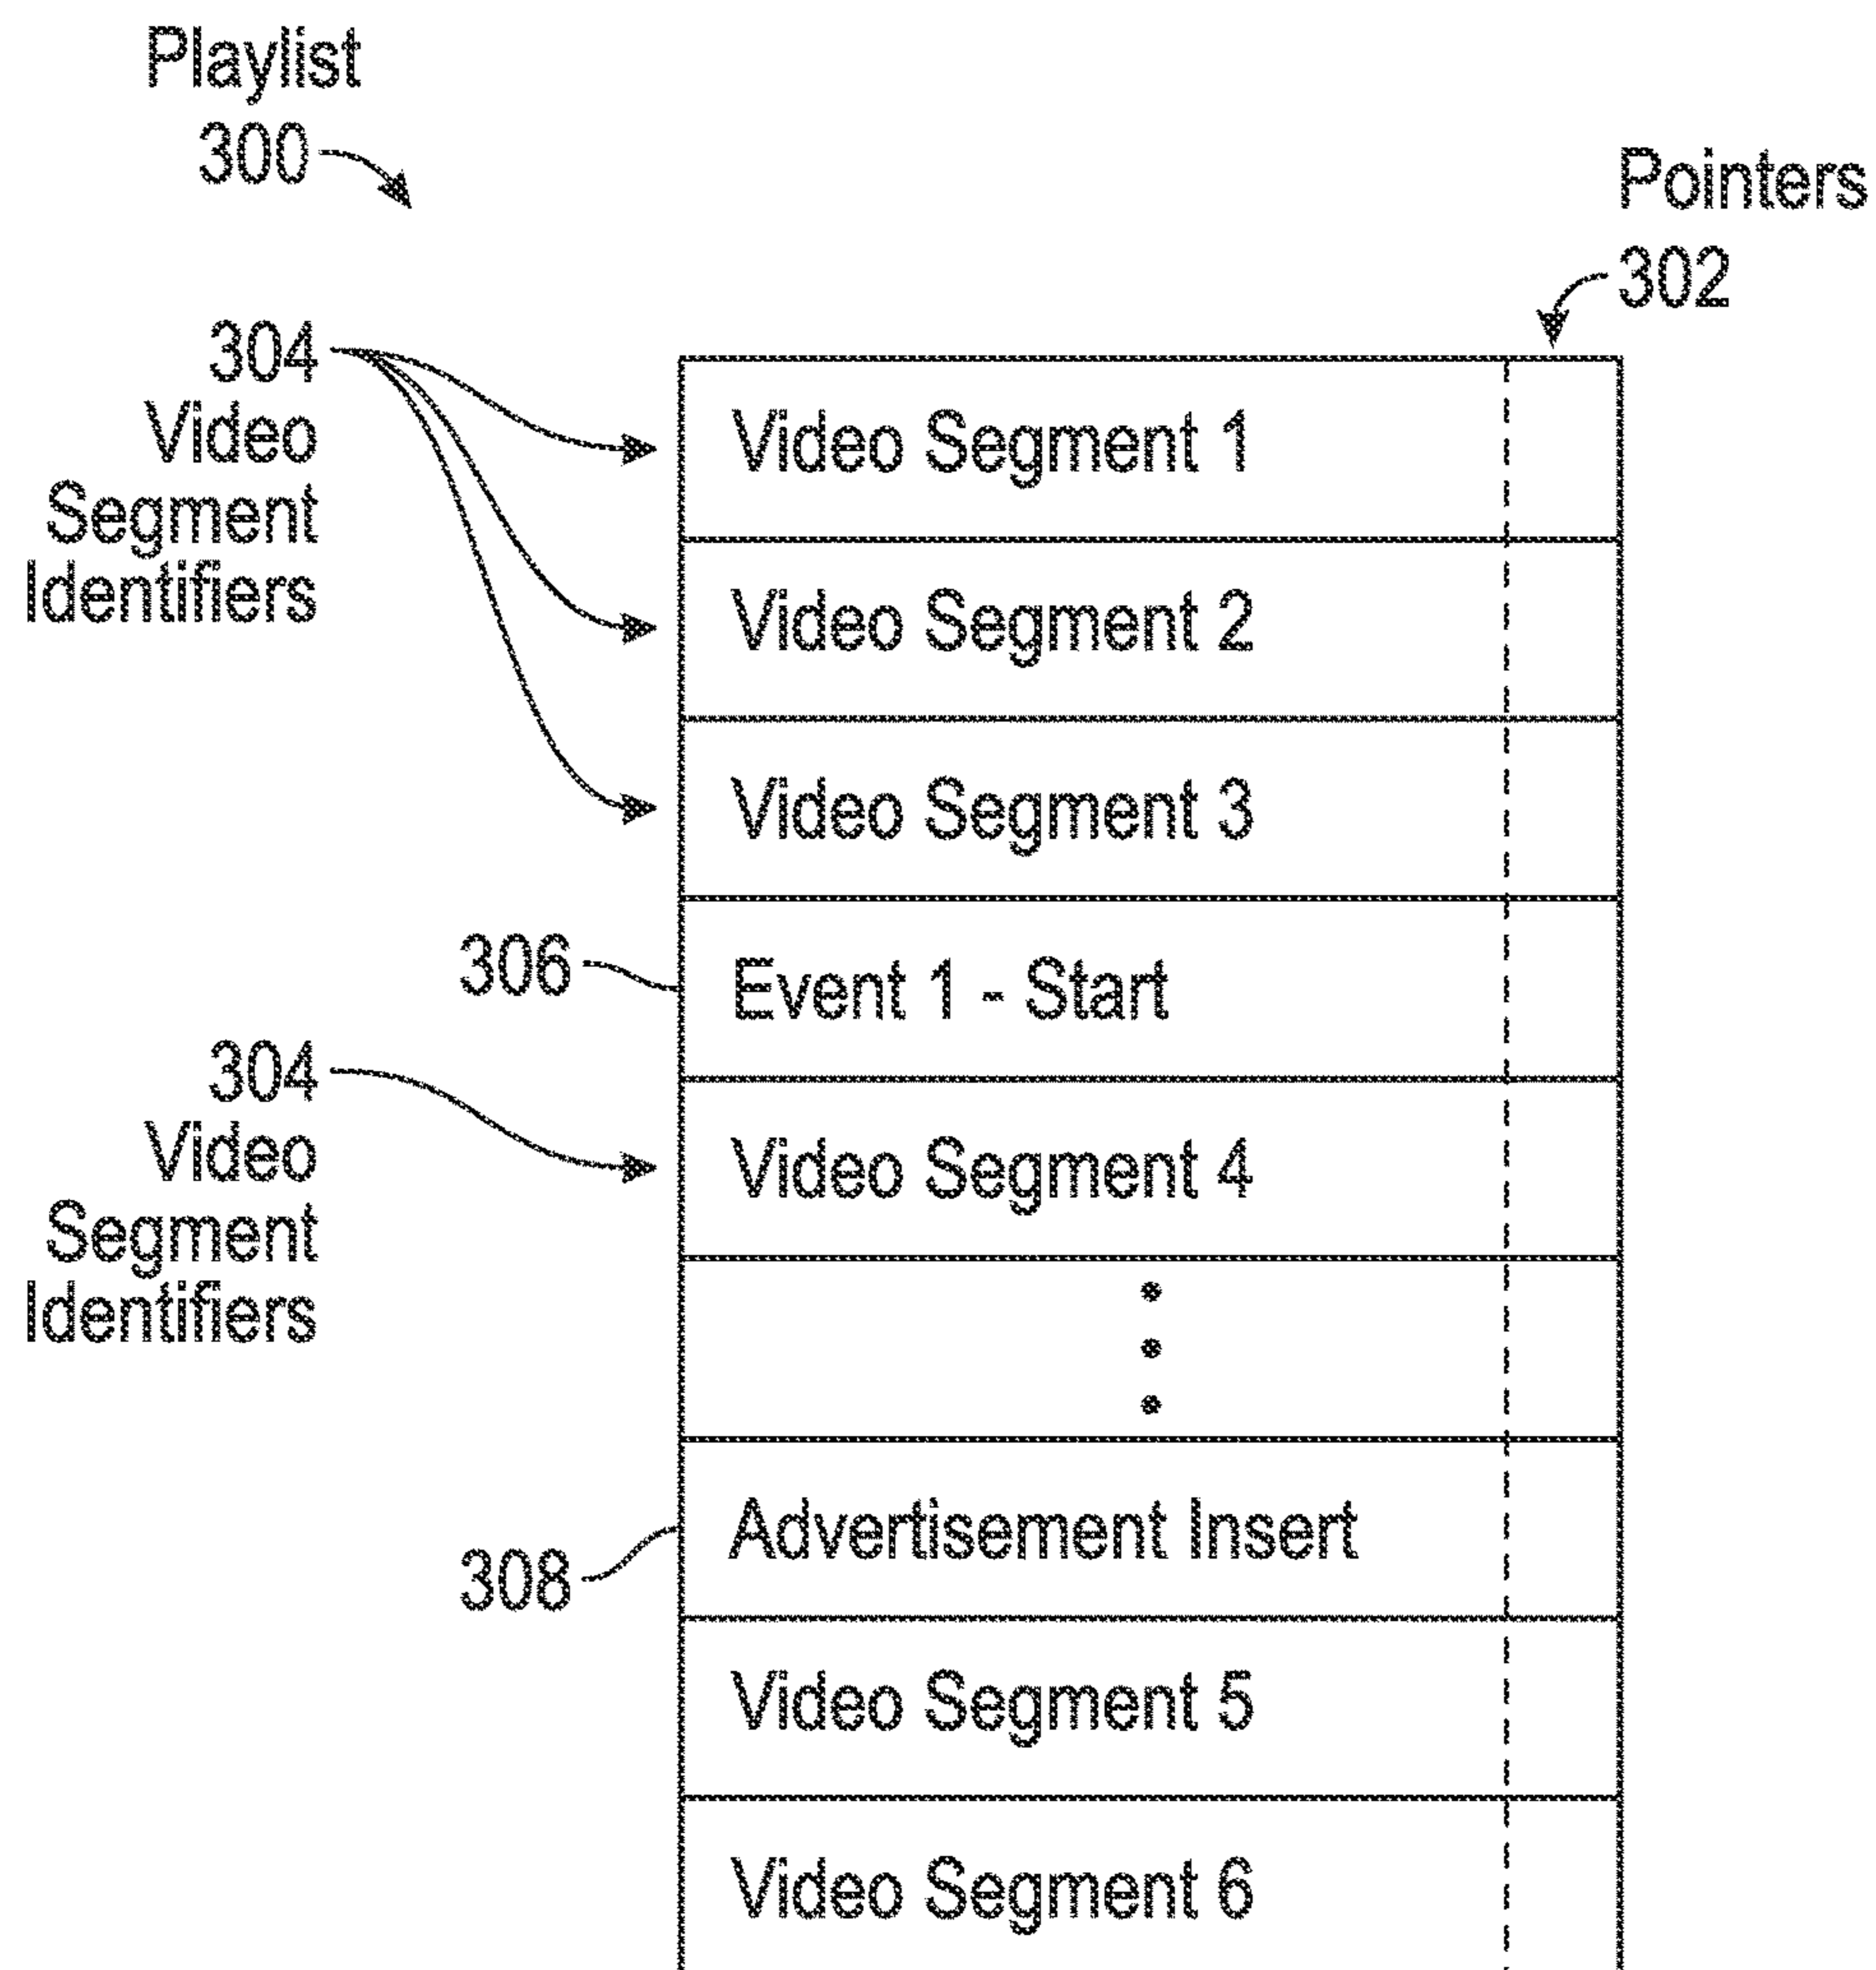 Playlist
300
Pointers
302
304
Video
Segment
Identifiers
Video Segment 1
Video Segment 2
Video Segment 3
306
Event 1 - Start
304
Video
Segment
Identifiers
Video Segment 4
Advertisement Insert
308
Video Segment 5
Video Segment 6